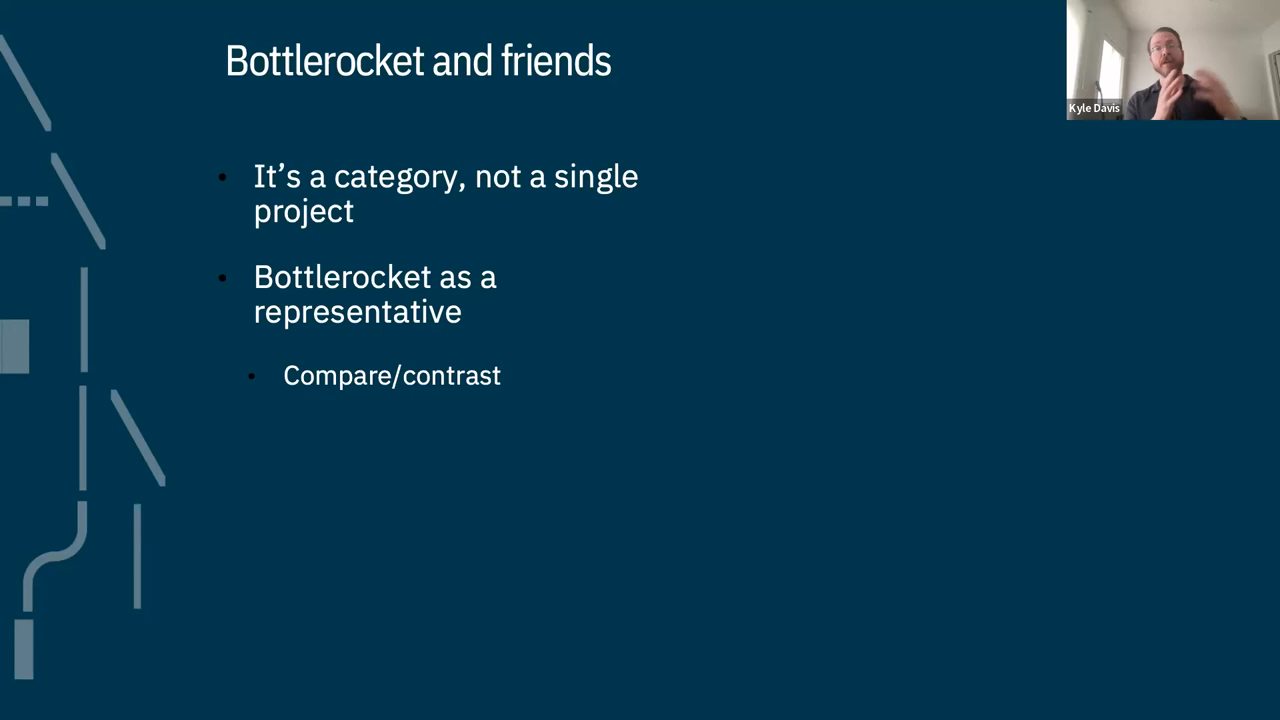 Bottlerocket and friends
Kyle Davis
• It’s a category, not a single
project
• Bottlerocket as a
representative
• Compare/contrast